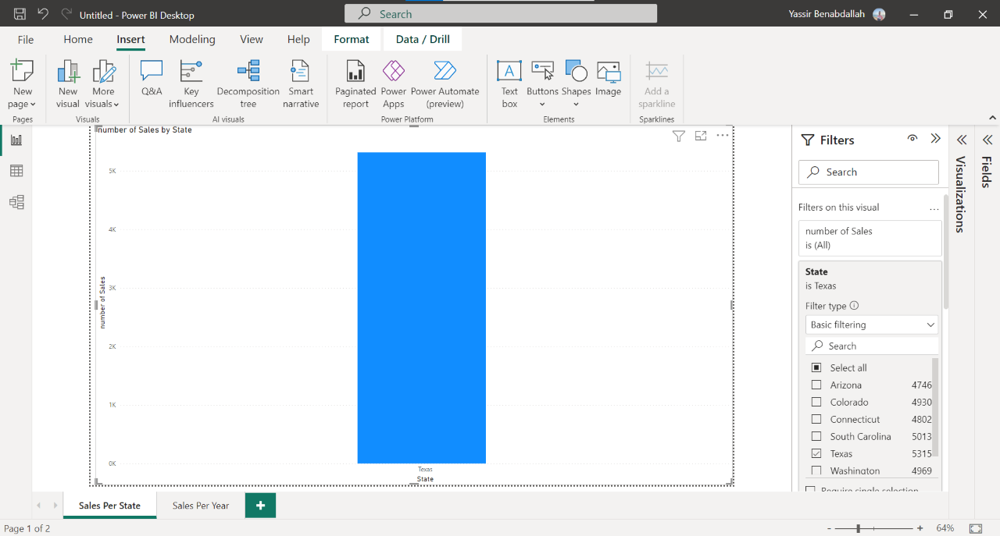 Untitled - Power BI Desktop
Search
Yassir Benabdallah
File Home Insert Modeling View Help Format Data / Drill
New page
New visual
More visuals
Q&A
Key influencers
Decomposition tree
Smart narrative
Paginated report
Power Apps
Power Automate (preview)
Text box
Buttons
Shapes
Image
Add a sparkline
Pages
Visuals
AI visuals
Power Platform
Elements
Sparklines
number of Sales by State
5K
4K
3K
2K
1K
0K
number of Sales
Texas
State
Filters
Search
Filters on this visual
...
number of Sales
is (All)
State
is Texas
Filter type
Basic filtering
Search
Select all
Arizona 4746
Colorado 4930
Connecticut 4802
South Carolina 5013
Texas 5315
Washington 4969
Require single selection
Visualizations
Fields
Sales Per State
Sales Per Year
Page 1 of 2
- + 64%